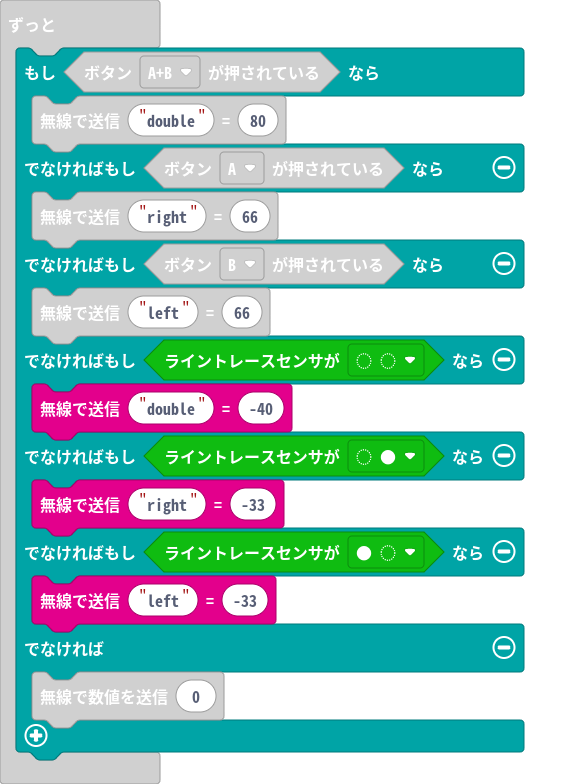 ずっと
もし ボタン A+B が押されている なら
無線で送信 "double" = 80
でなければもし ボタン A が押されている なら
無線で送信 "right" = 66
でなければもし ボタン B が押されている なら
無線で送信 "left" = 66
でなければもし ライントレースセンサが なら
無線で送信 "double" = -40
でなければもし ライントレースセンサが なら
無線で送信 "right" = -33
でなければもし ライントレースセンサが なら
無線で送信 "left" = -33
でなければ
無線で数値を送信 0